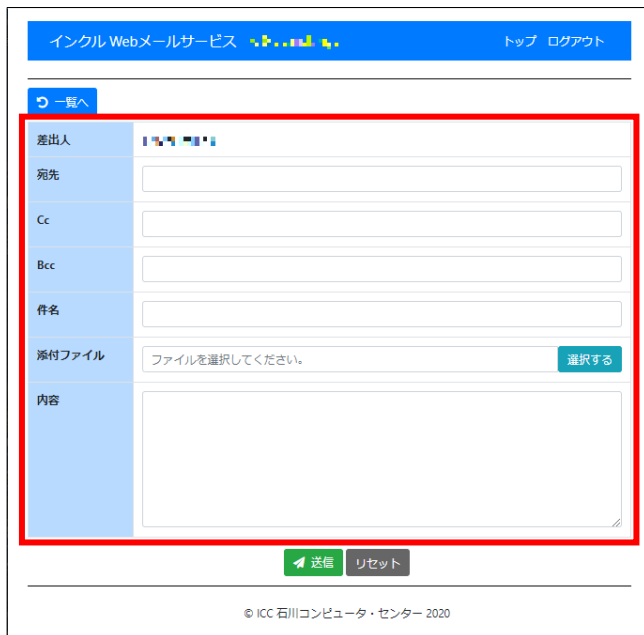 インクル Webメールサービス トップ ログアウト
一覧へ
差出人
宛先
Cc
Bcc
件名
添付ファイル ファイルを選択してください。 選択する
内容
送信 リセット
© ICC 石川コンピュータ・センター 2020